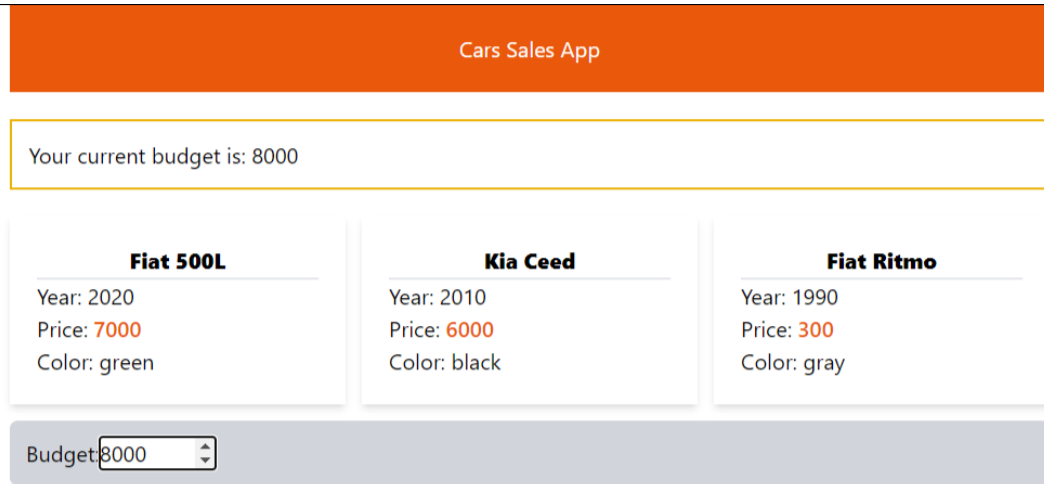 Cars Sales App
Your current budget is: 8000
Fiat 500L
Year: 2020
Price: 7000
Color: green
Kia Ceed
Year: 2010
Price: 6000
Color: black
Fiat Ritmo
Year: 1990
Price: 300
Color: gray
Budget:8000